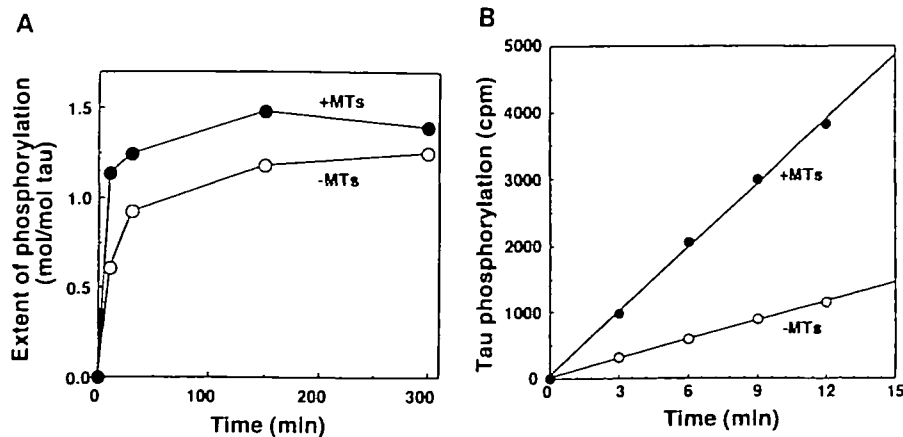 A
Extent of phosphorylation
(mol/mol tau)
1.5
1.0
0.5
0.0
+MTs
-MTs
0
100
200
300
Time (min)
B
Tau phosphorylation (cpm)
5000
4000
3000
2000
1000
0
+MTs
-MTs
0
3
6
9
12
15
Time (min)